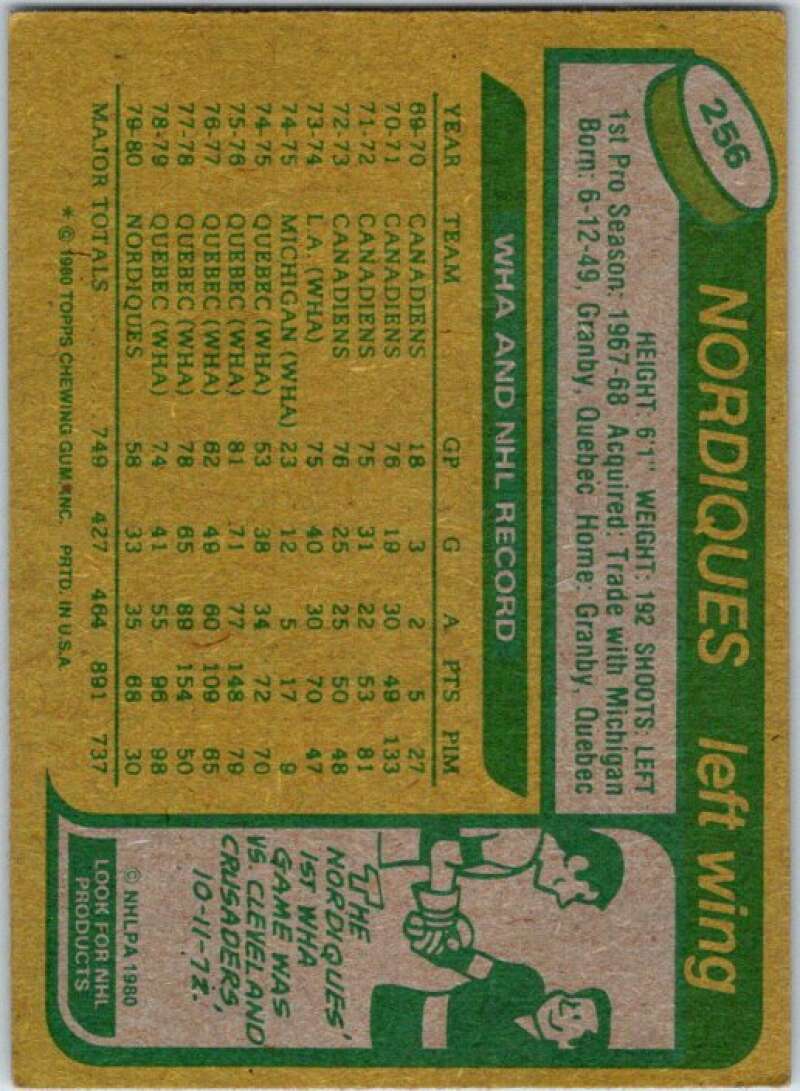 256
NORDIQUES left wing
HEIGHT: 6'1" WEIGHT: 192 SHOOTS: LEFT
1st Pro Season: 1967-68 Acquired: Trade with Michigan
Born: 6-12-49, Granby, Quebec Home: Granby, Quebec
WHA AND NHL RECORD
YEAR TEAM GP G A PTS PIM
69-70 CANADIENS 18 3 2 5 27
70-71 CANADIENS 76 19 30 49 133
71-72 CANADIENS 75 31 22 53 81
72-73 CANADIENS 76 25 25 50 48
73-74 L.A. (WHA) 75 40 30 70 47
74-75 MICHIGAN (WHA) 23 12 5 17 9
74-75 QUEBEC (WHA) 53 38 34 72 70
75-76 QUEBEC (WHA) 81 71 77 148 79
76-77 QUEBEC (WHA) 62 49 60 109 65
77-78 QUEBEC (WHA) 78 65 89 154 50
78-79 QUEBEC (WHA) 74 41 55 96 98
79-80 NORDIQUES 58 33 35 68 30
MAJOR TOTALS 749 427 464 891 737
* © 1980 TOPPS CHEWING GUM, INC. PRTD. IN U.S.A.
THE
NORDIQUES'
1ST WHA
GAME WAS
VS. CLEVELAND
CRUSADERS,
10-11-72.
© NHLPA 1980
LOOK FOR NHL
PRODUCTS